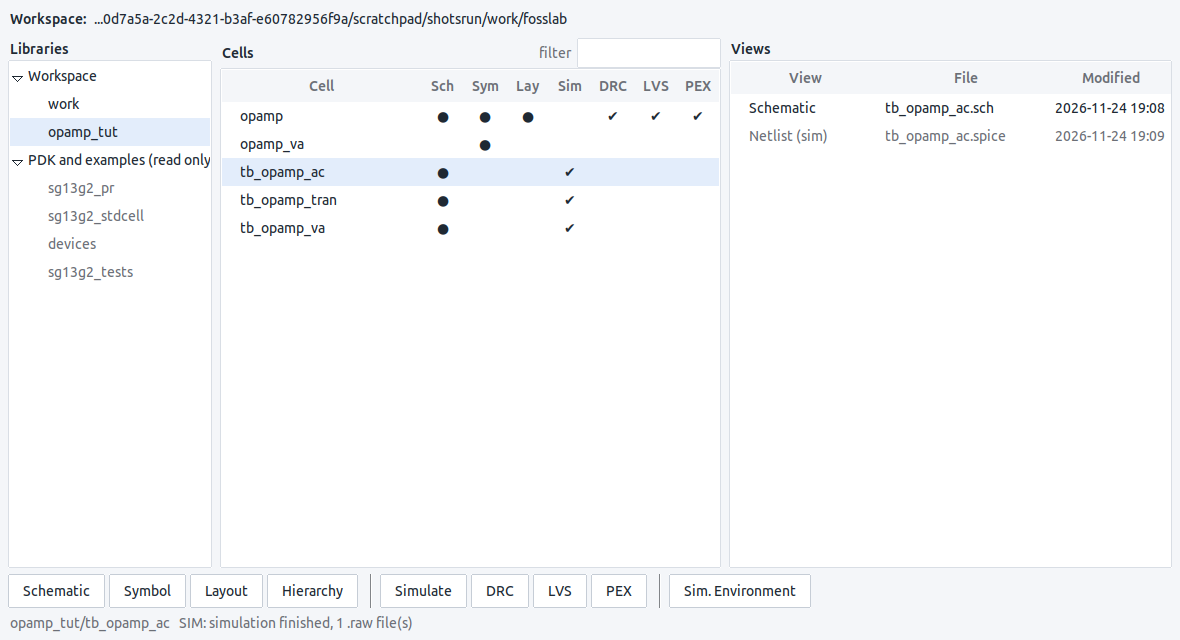 Workspace: ...0d7a5a-2c2d-4321-b3af-e60782956f9a/scratchpad/shotsrun/work/fosslab
Libraries
Workspace
work
opamp_tut
PDK and examples (read only
sg13g2_pr
sg13g2_stdcell
devices
sg13g2_tests
Cells filter
Cell Sch Sym Lay Sim DRC LVS PEX
opamp ● ● ● ✔ ✔ ✔
opamp_va ●
tb_opamp_ac ● ✔
tb_opamp_tran ● ✔
tb_opamp_va ● ✔
Views
View File Modified
Schematic tb_opamp_ac.sch 2026-11-24 19:08
Netlist (sim) tb_opamp_ac.spice 2026-11-24 19:09
Schematic Symbol Layout Hierarchy Simulate DRC LVS PEX Sim. Environment
opamp_tut/tb_opamp_ac SIM: simulation finished, 1 .raw file(s)